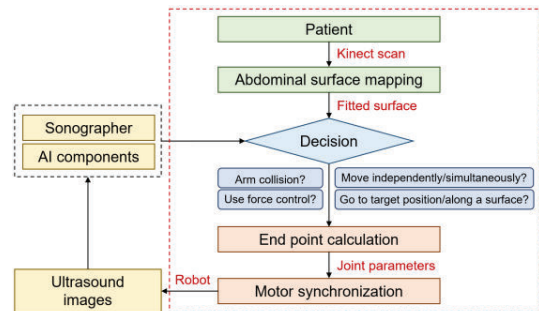 Patient
Kinect scan
Abdominal surface mapping
Fitted surface
Sonographer
AI components
Decision
Arm collision?
Move independently/simultaneously?
Use force control?
Go to target position/along a surface?
End point calculation
Joint parameters
Ultrasound
images
Robot
Motor synchronization